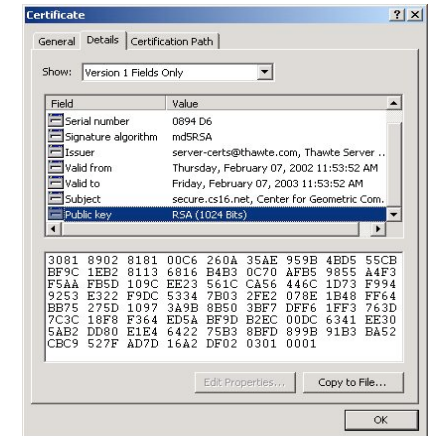 Certificate
General Details Certification Path
Show: Version 1 Fields Only
Field Value
Serial number 0894 D6
Signature algorithm md5RSA
Issuer server-certs@thawte.com, Thawte Server ..
Valid from Thursday, February 07, 2002 11:53:52 AM
Valid to Friday, February 07, 2003 11:53:52 AM
Subject secure.cs16.net, Center for Geometric Com.
Public key RSA (1024 Bits)
3081 8902 8181 00C6 260A 35AE 959B 4BD5 55CB
BF9C 1EB2 8113 6816 B4B3 0C70 AFB5 9855 A4F3
F5AA FB5D 109C EE23 561C CA56 446C 1D73 F994
9253 E322 F9DC 5334 7B03 2FE2 078E 1B48 FF64
BB75 275D 1097 3A9B 8B50 3BF7 DFF6 1FF3 763D
7C3C 18F8 F364 ED5A BF9D B2EC 00DC 6341 EE30
5AB2 DD80 E1E4 6422 75B3 8BFD 899B 91B3 BA52
CBC9 527F AD7D 16A2 DF02 0301 0001
Edit Properties... Copy to File...
OK